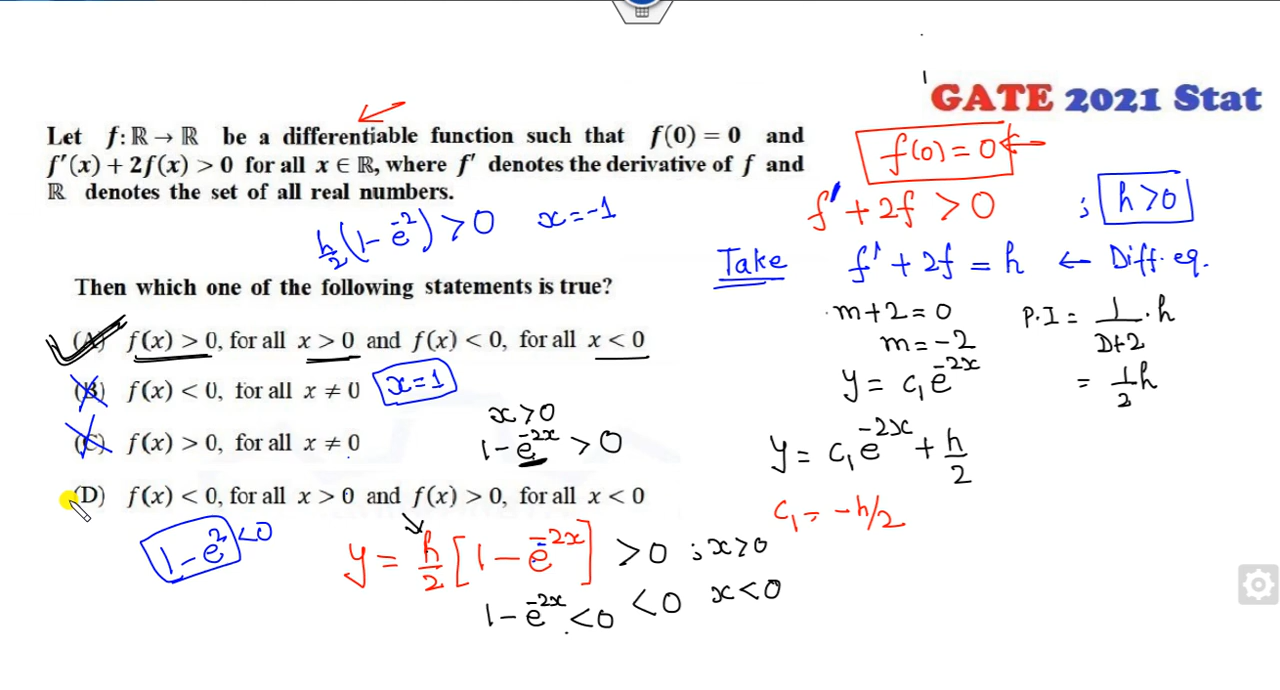 GATE 2021 Stat
Let f: ℝ → ℝ be a differentiable function such that f(0) = 0 and
f′(x) + 2f(x) > 0 for all x ∈ ℝ, where f′ denotes the derivative of f and
ℝ denotes the set of all real numbers.
f(0) = 0
f' + 2f > 0 ; h>0
h/2 (1 - e^-2) > 0 x = -1
Take f' + 2f = h ← Diff. eq.
Then which one of the following statements is true?
(A) f(x) > 0, for all x > 0 and f(x) < 0, for all x < 0
(B) f(x) < 0, for all x ≠ 0 x=1
(C) f(x) > 0, for all x ≠ 0
(D) f(x) < 0, for all x > 0 and f(x) > 0, for all x < 0
m+2 = 0
m = -2
y = c₁e^-2x
P.I = 1/(D+2) · h
= 1/2 h
x>0
1 - e^-2x > 0
y = c₁e^-2x + h/2
c₁ = -h/2
1 - e^2 <0
y = h/2 [1 - e^-2x] > 0 ; x>0
<0 x<0
1 - e^-2x < 0